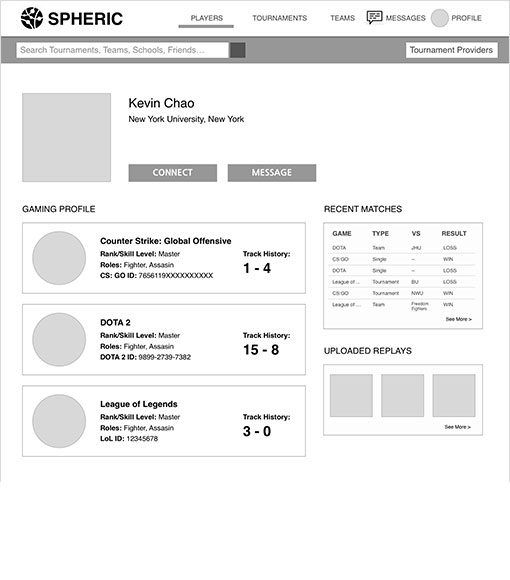 SPHERIC
PLAYERS TOURNAMENTS TEAMS MESSAGES PROFILE
Search Tournaments, Teams, Schools, Friends…
Tournament Providers
Kevin Chao
New York University, New York
CONNECT MESSAGE
GAMING PROFILE
Counter Strike: Global Offensive
Rank/Skill Level: Master
Roles: Fighter, Assasin
CS: GO ID: 7656119XXXXXXXXXX
Track History:
1 - 4
DOTA 2
Rank/Skill Level: Master
Roles: Fighter, Assasin
DOTA 2 ID: 9899-2739-7382
Track History:
15 - 8
League of Legends
Rank/Skill Level: Master
Roles: Fighter, Assasin
LoL ID: 12345678
Track History:
3 - 0
RECENT MATCHES
GAME TYPE VS RESULT
DOTA Team JHU LOSS
CS:GO Single – WIN
DOTA Single – LOSS
League of ... Tournament BU LOSS
CS:GO Tournament NWU WIN
League of ... Team Freedom Fighters WIN
See More >
UPLOADED REPLAYS
See More >